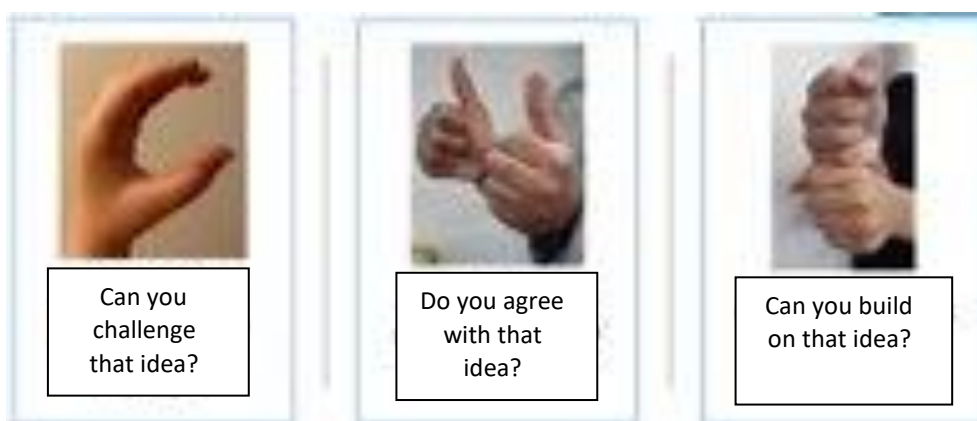 Can you
challenge
that idea?
Do you agree
with that
idea?
Can you build
on that idea?